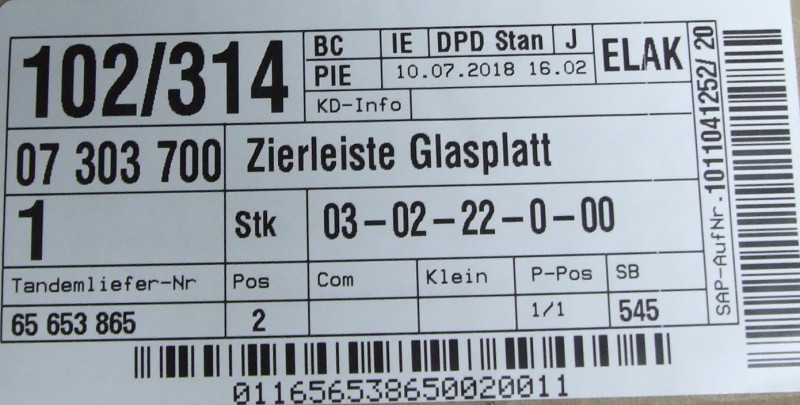 102/314
BC IE DPD Stan J ELAK
PIE 10.07.2018 16.02
KD-Info
07 303 700 Zierleiste Glasplatt
1 Stk 03-02-22-0-00
Tandemliefer-Nr Pos Com Klein P-Pos SB
65 653 865 2 1/1 545
011656538650020011
SAP-AufNr. 1011041252/ 20